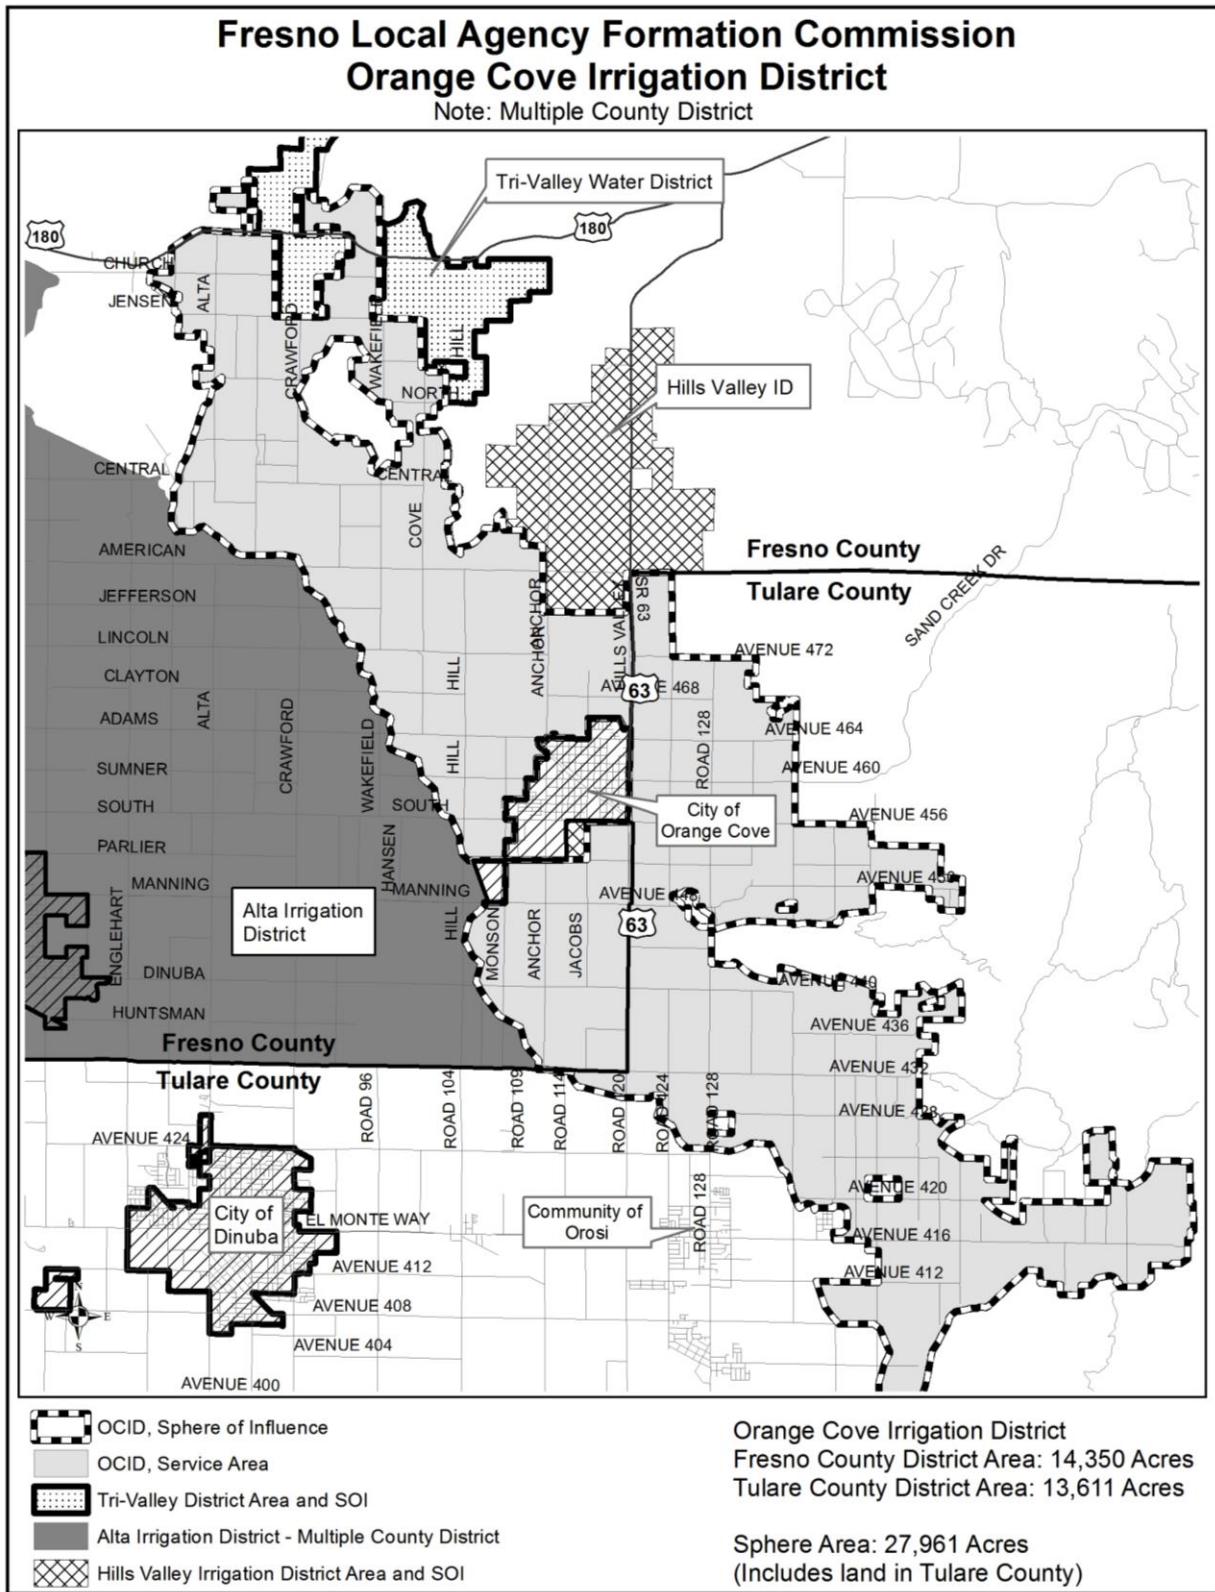 Fresno Local Agency Formation Commission
Orange Cove Irrigation District
Note: Multiple County District
Tri-Valley Water District
180
180
CHURCH
JENSEN
ALTA
CRAWFORD
WAKEFIELD
HILL
NORTH
Hills Valley ID
CENTRAL
CENTRAL
COVE
AMERICAN
Fresno County
Tulare County
SAND CREEK DR
JEFFERSON
ANCHOR
ANCHOR
HILLS VALLEY
SR 63
LINCOLN
AVENUE 472
CLAYTON
HILL
63
AVENUE 468
ALTA
CRAWFORD
WAKEFIELD
ADAMS
ROAD 128
AVENUE 464
HILL
SUMNER
AVENUE 460
SOUTH
SOUTH
City of
Orange Cove
AVENUE 456
PARLIER
HANSEN
MANNING
MANNING
ENGLEHART
Alta Irrigation
District
HILL
MONSON
ANCHOR
JACOBS
63
DINUBA
AVENUE 440
HUNTSMAN
AVENUE 436
Fresno County
Tulare County
AVENUE 432
ROAD 96
ROAD 104
ROAD 109
ROAD 114
ROAD 120
ROAD 124
ROAD 128
AVENUE 428
AVENUE 424
AVENUE 420
City of
Dinuba
EL MONTE WAY
Community of
Orosi
ROAD 128
AVENUE 416
AVENUE 412
AVENUE 412
AVENUE 408
AVENUE 404
AVENUE 400
N
W
E
S
OCID, Sphere of Influence
OCID, Service Area
Tri-Valley District Area and SOI
Alta Irrigation District - Multiple County District
Hills Valley Irrigation District Area and SOI
Orange Cove Irrigation District
Fresno County District Area: 14,350 Acres
Tulare County District Area: 13,611 Acres
Sphere Area: 27,961 Acres
(Includes land in Tulare County)